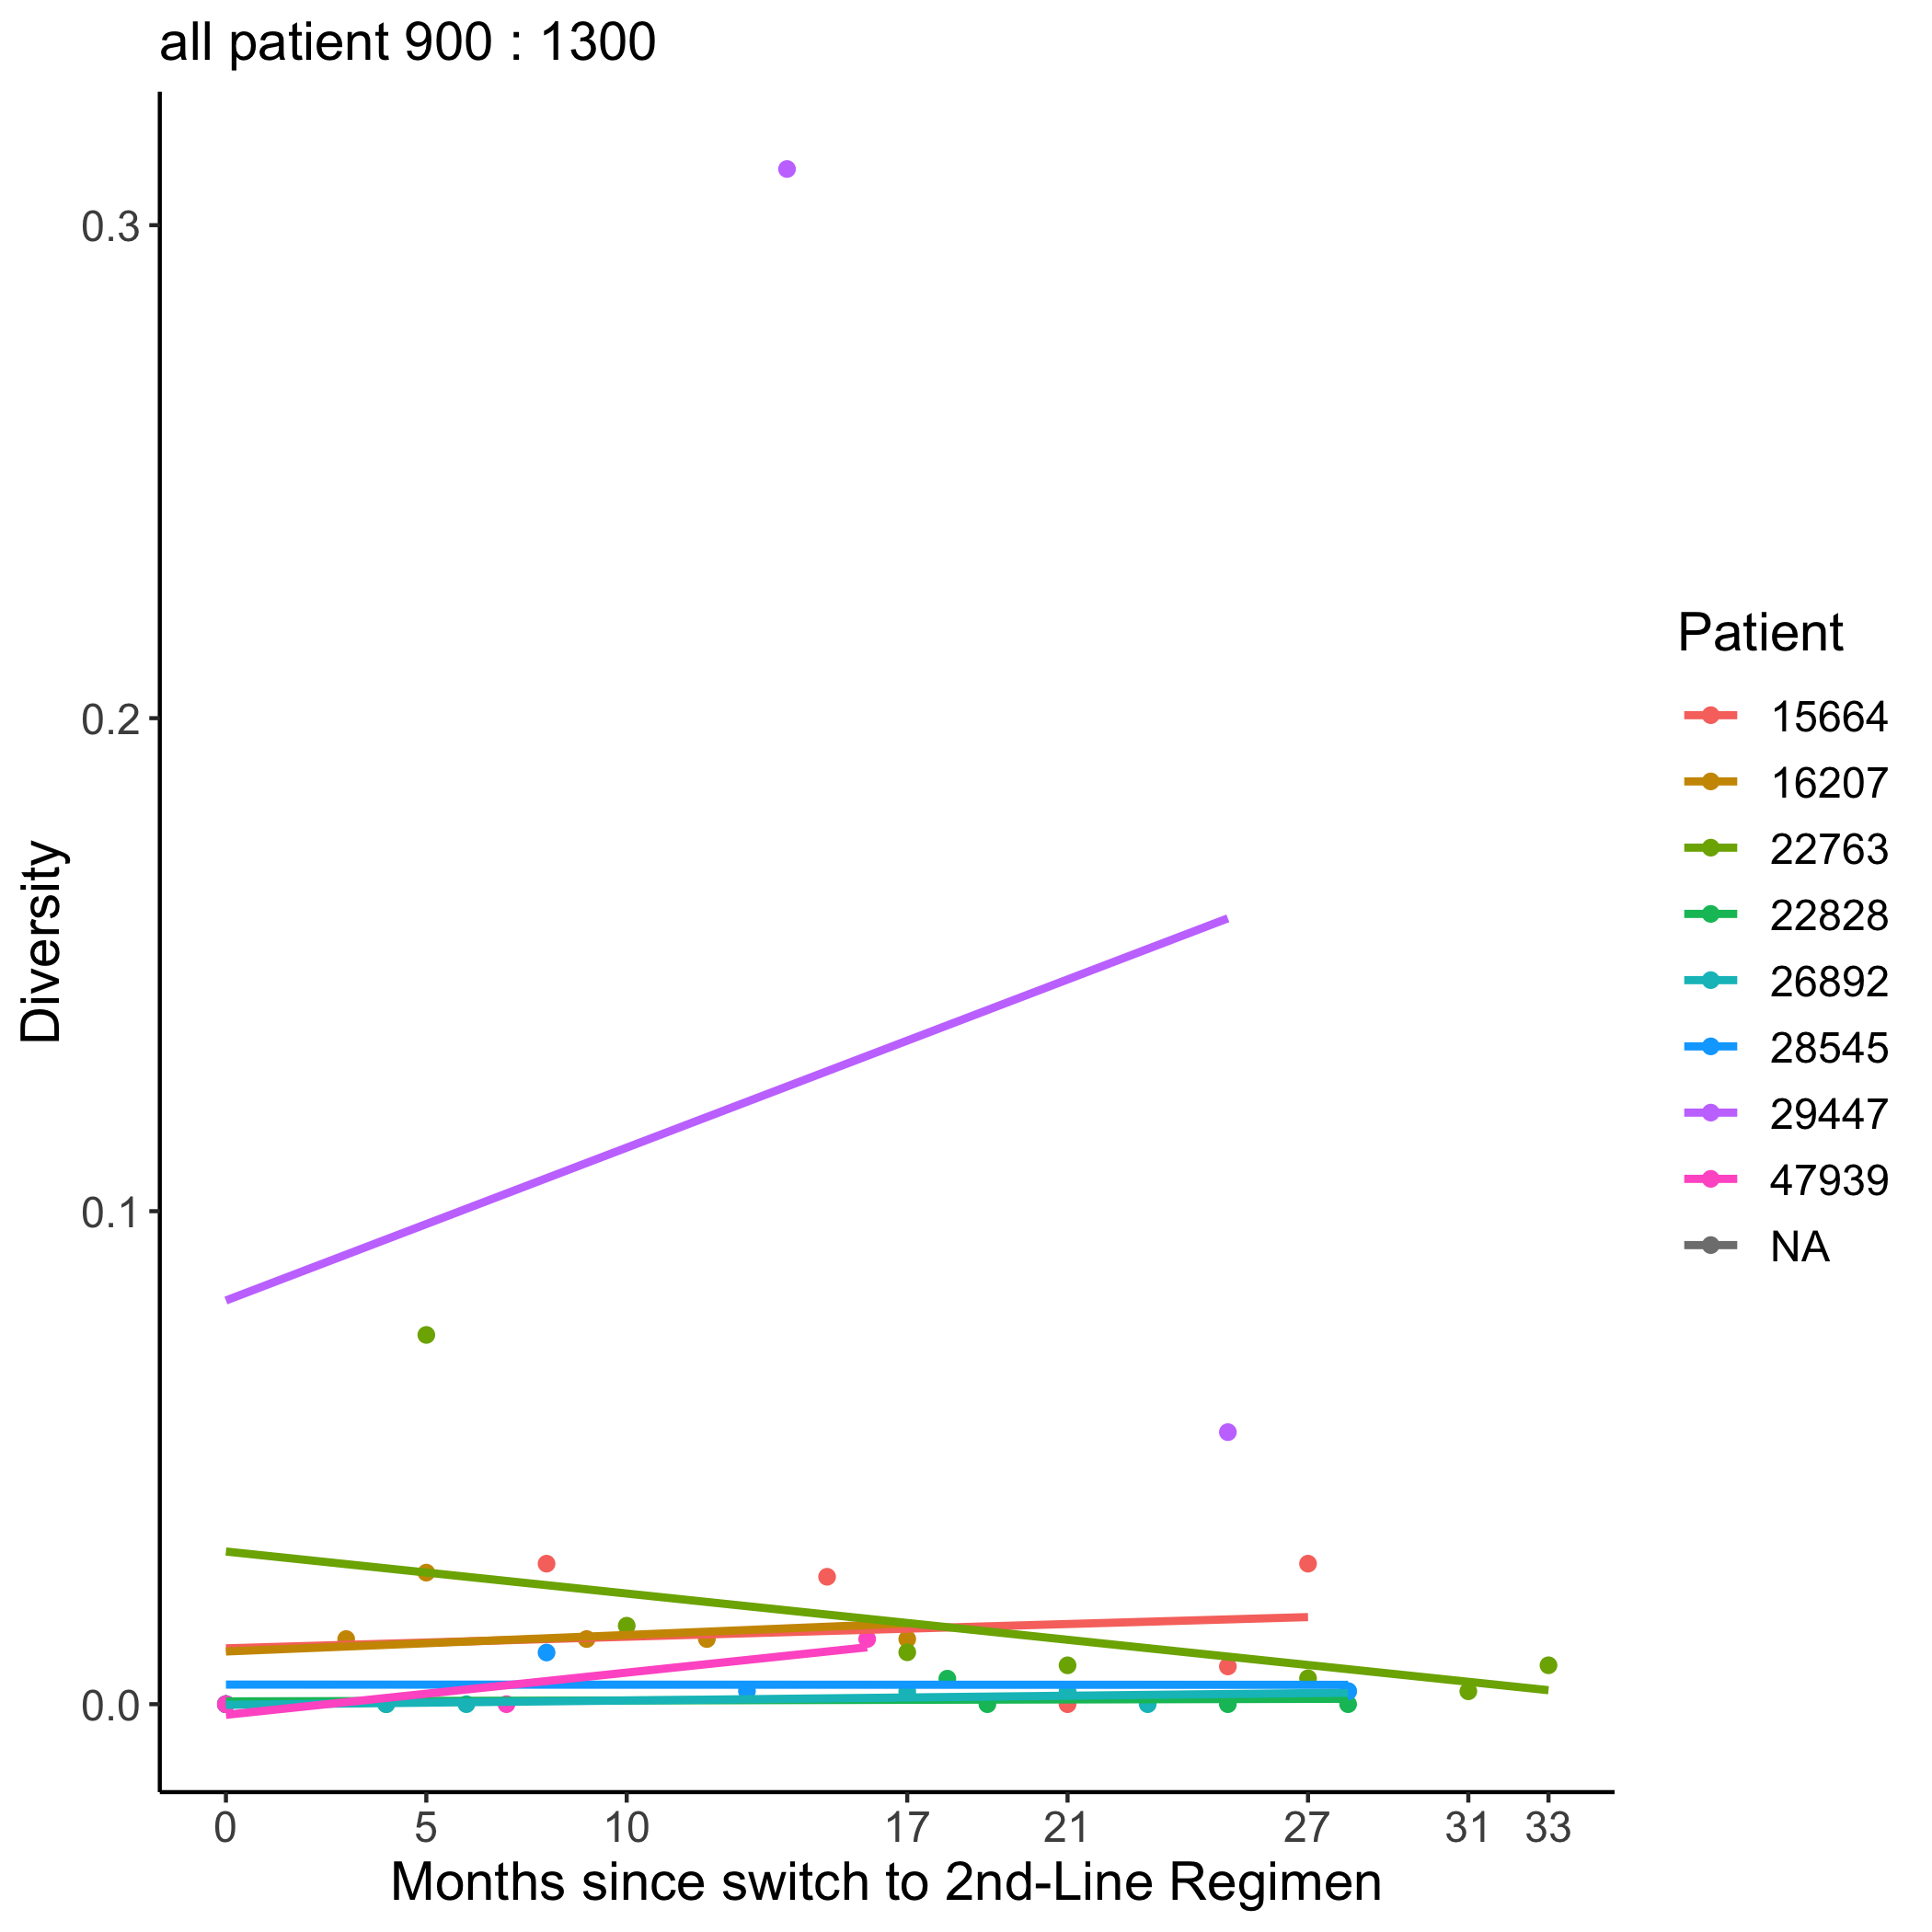 all patient 900 : 1300
Diversity
0.3
0.2
0.1
0.0
0 5 10 17 21 27 31 33
Months since switch to 2nd-Line Regimen
Patient
15664
16207
22763
22828
26892
28545
29447
47939
NA